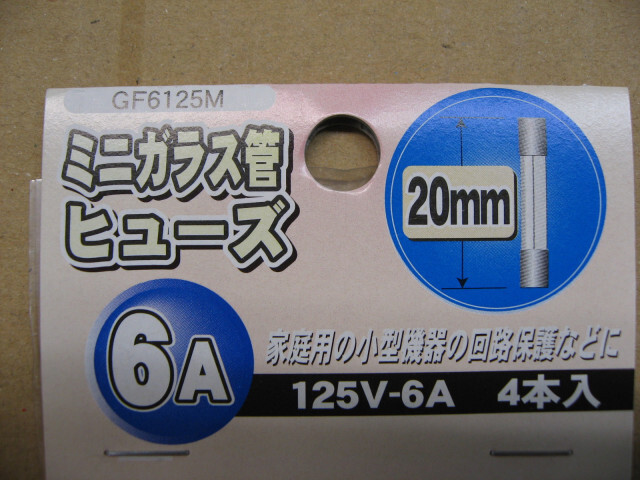 GF6125M
ミニガラス管
ヒューズ
20mm
6A
家庭用の小型機器の回路保護などに
125V-6A 4本入